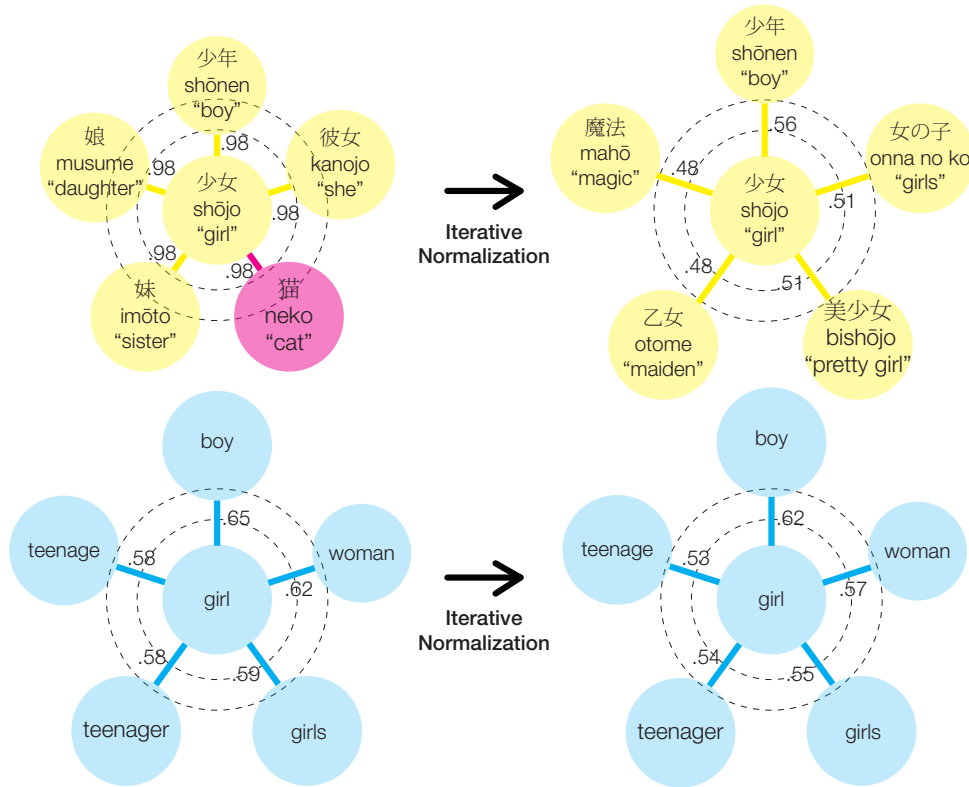 少年
shōnen
“boy”
娘
musume
“daughter”
彼女
kanojo
“she”
.98
.98
.98
.98
.98
少女
shōjo
“girl”
妹
imōto
“sister”
猫
neko
“cat”
Iterative
Normalization
少年
shōnen
“boy”
魔法
mahō
“magic”
女の子
onna no ko
“girls”
.56
.48
.51
.48
.51
少女
shōjo
“girl”
乙女
otome
“maiden”
美少女
bishōjo
“pretty girl”
boy
teenage
woman
.65
.58
.62
.58
.59
girl
teenager
girls
Iterative
Normalization
boy
teenage
woman
.62
.53
.57
.54
.55
girl
teenager
girls